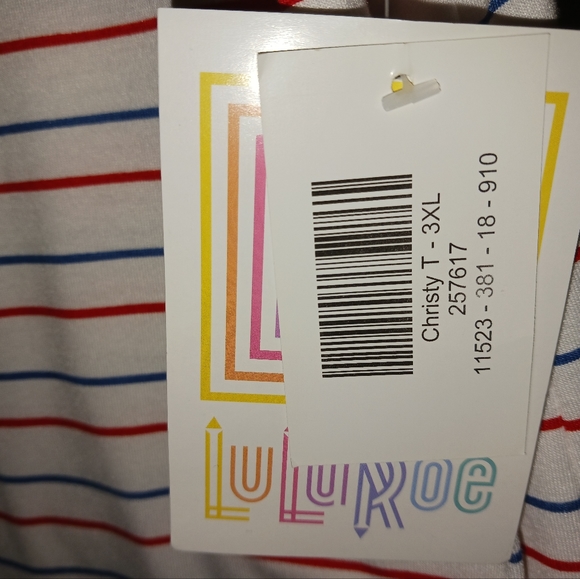 Christy T - 3XL
257617
11523 - 381 - 18 - 910
LuLaRoe